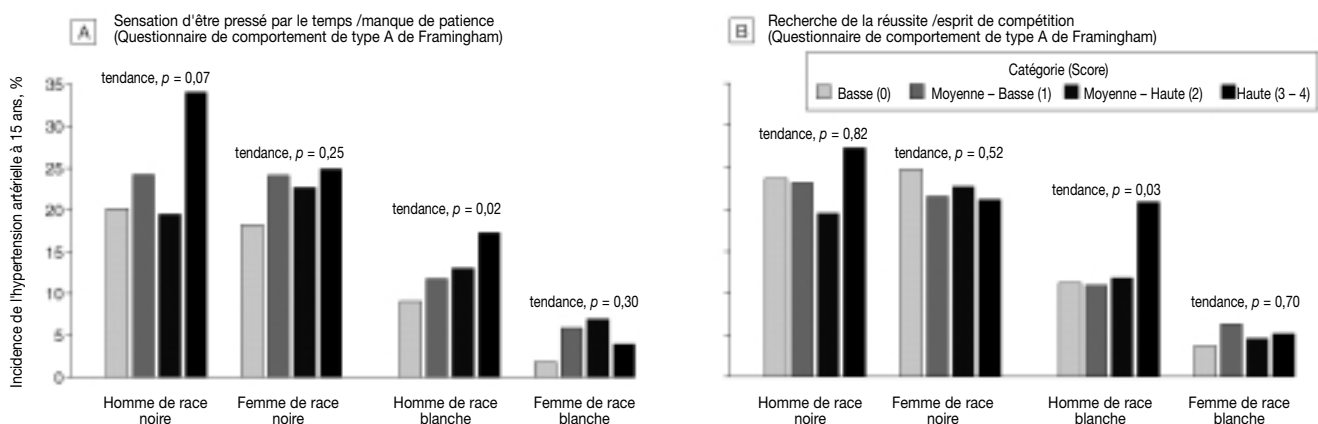 A
Sensation d'être pressé par le temps /manque de patience
(Questionnaire de comportement de type A de Framingham)
Incidence de l'hypertension artérielle à 15 ans, %
35
30
25
20
15
10
5
0
tendance, p = 0,07
tendance, p = 0,25
tendance, p = 0,02
tendance, p = 0,30
Homme de race
noire
Femme de race
noire
Homme de race
blanche
Femme de race
blanche
B
Recherche de la réussite /esprit de compétition
(Questionnaire de comportement de type A de Framingham)
Catégorie (Score)
Basse (0) Moyenne – Basse (1) Moyenne – Haute (2) Haute (3 – 4)
tendance, p = 0,82
tendance, p = 0,52
tendance, p = 0,03
tendance, p = 0,70
Homme de race
noire
Femme de race
noire
Homme de race
blanche
Femme de race
blanche